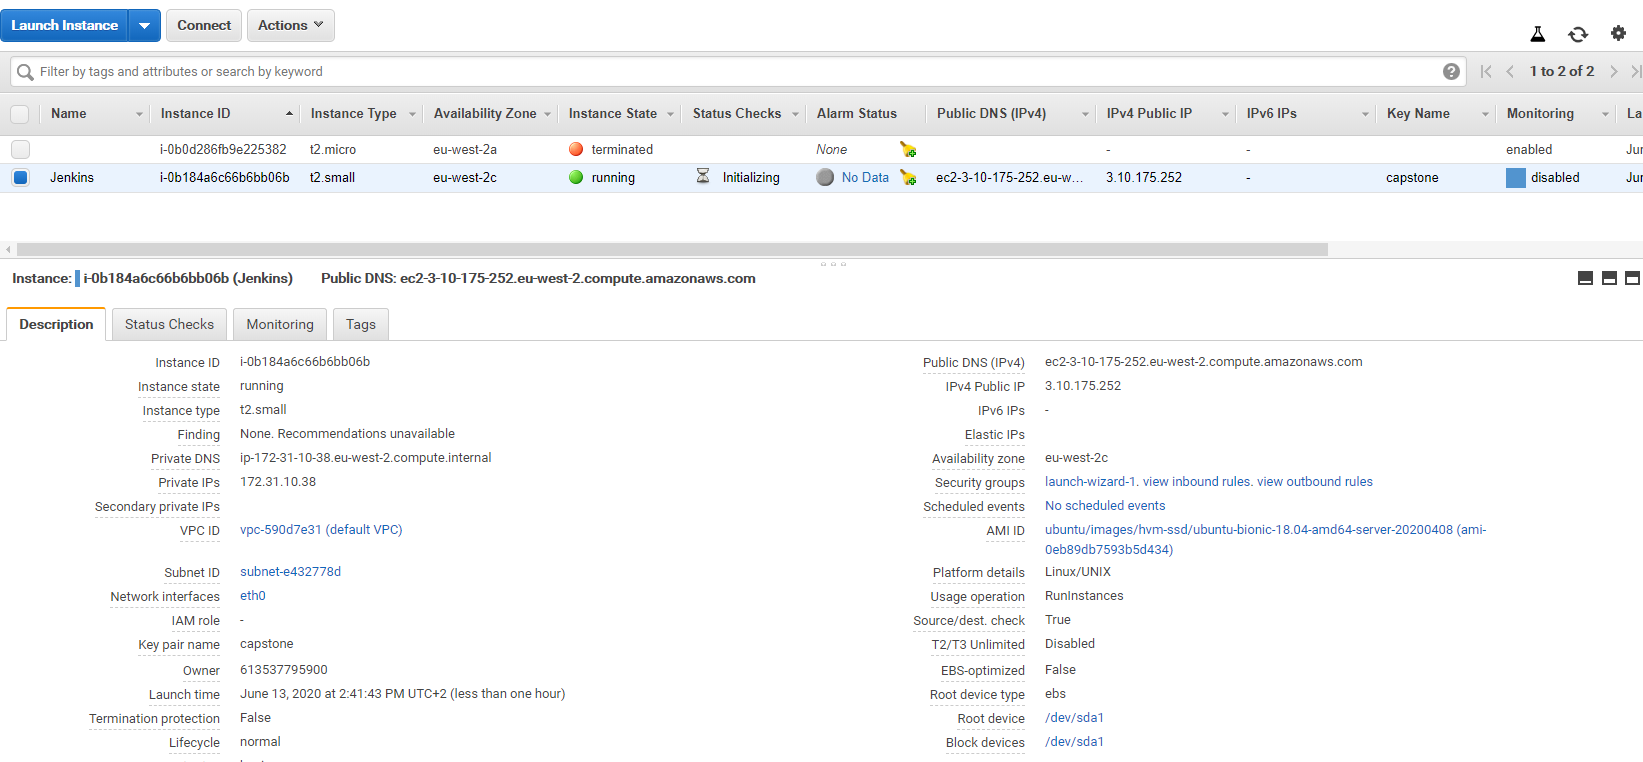 Launch Instance Connect Actions
Filter by tags and attributes or search by keyword 1 to 2 of 2
Name Instance ID Instance Type Availability Zone Instance State Status Checks Alarm Status Public DNS (IPv4) IPv4 Public IP IPv6 IPs Key Name Monitoring La
i-0b0d286fb9e225382 t2.micro eu-west-2a terminated None - - enabled Jur
Jenkins i-0b184a6c66b6bb06b t2.small eu-west-2c running Initializing No Data ec2-3-10-175-252.eu-w... 3.10.175.252 - capstone disabled Jur
Instance: i-0b184a6c66b6bb06b (Jenkins) Public DNS: ec2-3-10-175-252.eu-west-2.compute.amazonaws.com
Description Status Checks Monitoring Tags
Instance ID i-0b184a6c66b6bb06b Public DNS (IPv4) ec2-3-10-175-252.eu-west-2.compute.amazonaws.com
Instance state running IPv4 Public IP 3.10.175.252
Instance type t2.small IPv6 IPs -
Finding None. Recommendations unavailable Elastic IPs
Private DNS ip-172-31-10-38.eu-west-2.compute.internal Availability zone eu-west-2c
Private IPs 172.31.10.38 Security groups launch-wizard-1. view inbound rules. view outbound rules
Secondary private IPs Scheduled events No scheduled events
VPC ID vpc-590d7e31 (default VPC) AMI ID ubuntu/images/hvm-ssd/ubuntu-bionic-18.04-amd64-server-20200408 (ami-
0eb89db7593b5d434)
Subnet ID subnet-e432778d Platform details Linux/UNIX
Network interfaces eth0 Usage operation RunInstances
IAM role - Source/dest. check True
Key pair name capstone T2/T3 Unlimited Disabled
Owner 613537795900 EBS-optimized False
Launch time June 13, 2020 at 2:41:43 PM UTC+2 (less than one hour) Root device type ebs
Termination protection False Root device /dev/sda1
Lifecycle normal Block devices /dev/sda1